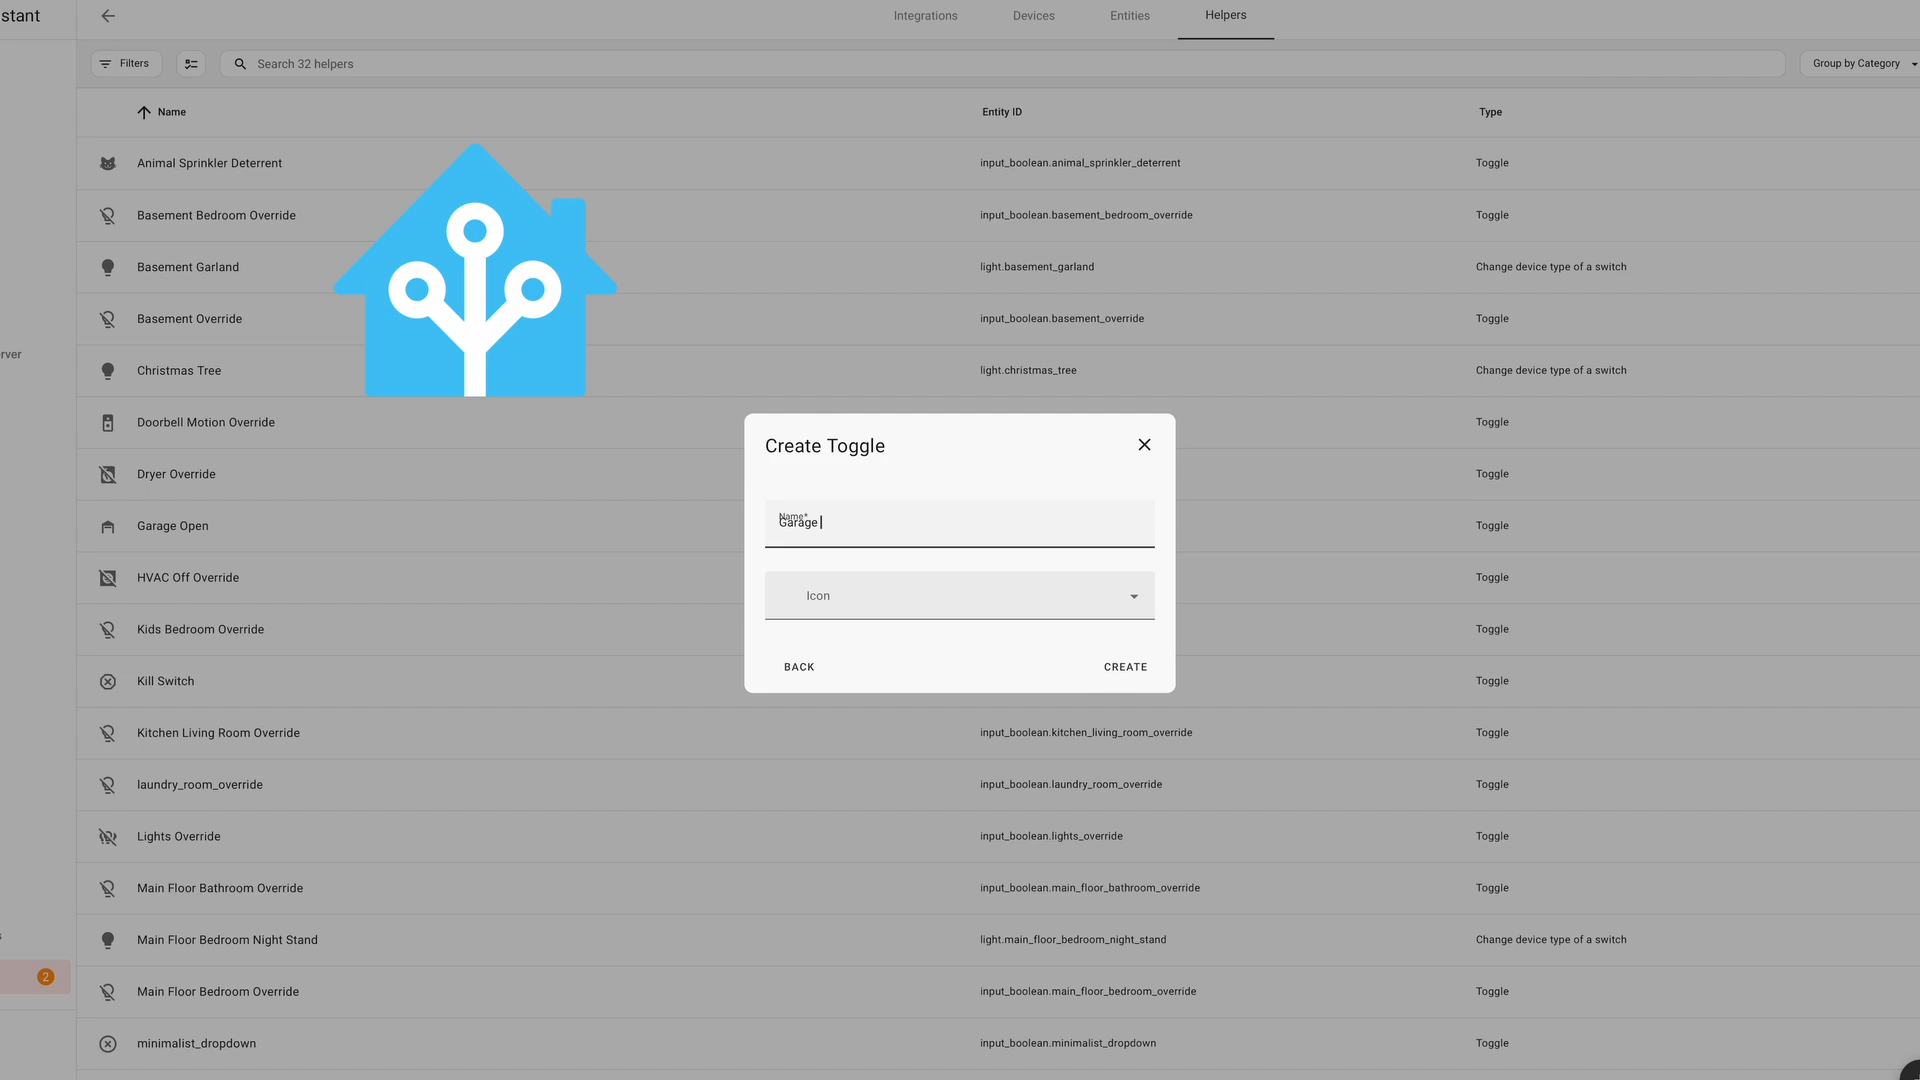 stant
Integrations Devices Entities Helpers
Filters Search 32 helpers Group by Category
Name Entity ID Type
Animal Sprinkler Deterrent input_boolean.animal_sprinkler_deterrent Toggle
Basement Bedroom Override input_boolean.basement_bedroom_override Toggle
Basement Garland light.basement_garland Change device type of a switch
Basement Override input_boolean.basement_override Toggle
rver
Christmas Tree light.christmas_tree Change device type of a switch
Doorbell Motion Override Toggle
Create Toggle
Dryer Override Toggle
Name*
Garage
Garage Open Toggle
HVAC Off Override Toggle
Icon
Kids Bedroom Override Toggle
BACK CREATE
Kill Switch Toggle
Kitchen Living Room Override input_boolean.kitchen_living_room_override Toggle
laundry_room_override input_boolean.laundry_room_override Toggle
Lights Override input_boolean.lights_override Toggle
Main Floor Bathroom Override input_boolean.main_floor_bathroom_override Toggle
s
Main Floor Bedroom Night Stand light.main_floor_bedroom_night_stand Change device type of a switch
2
Main Floor Bedroom Override input_boolean.main_floor_bedroom_override Toggle
minimalist_dropdown input_boolean.minimalist_dropdown Toggle